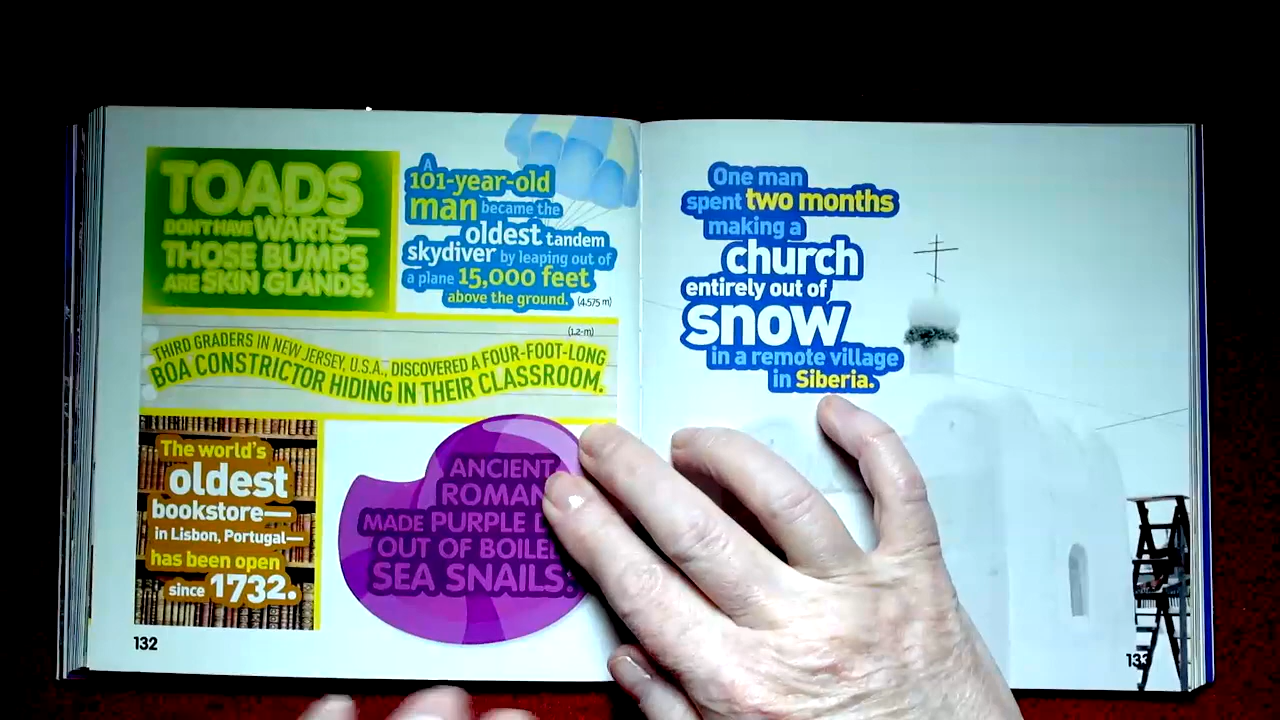 TOADS
DON'T HAVE WARTS—
THOSE BUMPS
ARE SKIN GLANDS.
A
101-year-old
man became the
oldest tandem
skydiver by leaping out of
a plane 15,000 feet
above the ground. (4,575 m)
(1.2-m)
THIRD GRADERS IN NEW JERSEY, U.S.A., DISCOVERED A FOUR-FOOT-LONG
BOA CONSTRICTOR HIDING IN THEIR CLASSROOM.
The world's
oldest
bookstore—
in Lisbon, Portugal—
has been open
since 1732.
ANCIENT
ROMAN
MADE PURPLE
OUT OF BOILE
SEA SNAILS.
132
One man
spent two months
making a
church
entirely out of
snow
in a remote village
in Siberia.
13